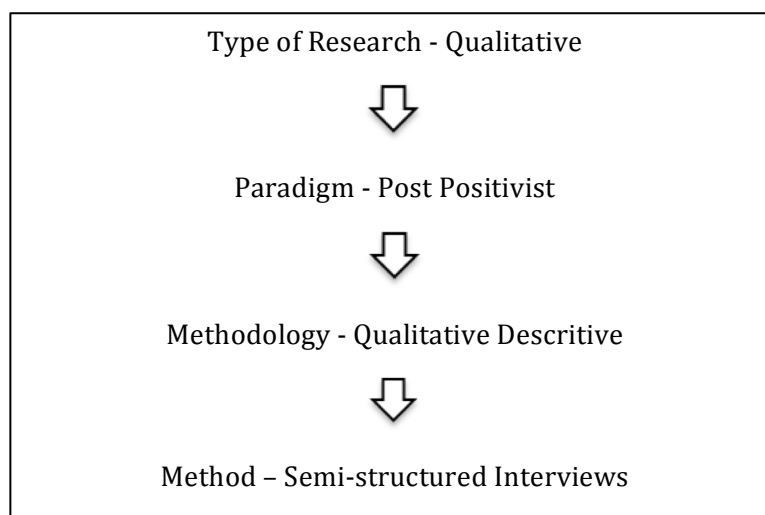 Type of Research - Qualitative
Paradigm - Post Positivist
Methodology - Qualitative Descritive
Method – Semi-structured Interviews